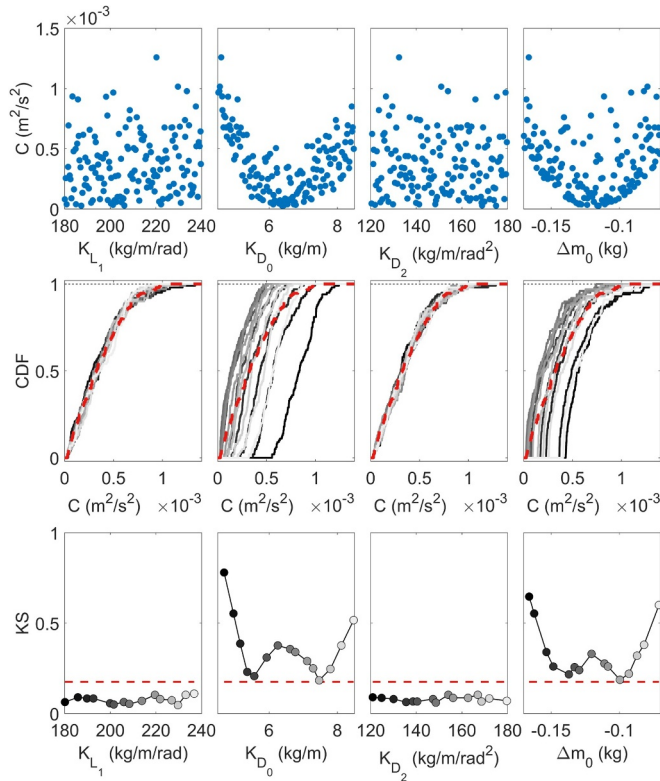 ×10⁻³
1.5
1
0.5
0
C (m²/s²)
180 200 220 240
4 6 8
120 140 160 180
-0.15 -0.1
K_L₁ (kg/m/rad)
K_D₀ (kg/m)
K_D₂ (kg/m/rad²)
Δm₀ (kg)
1
0.5
0
CDF
0 0.5 1
0 0.5 1
0 0.5 1
0 0.5 1
C (m²/s²) ×10⁻³
C (m²/s²) ×10⁻³
C (m²/s²) ×10⁻³
C (m²/s²) ×10⁻³
1
0.5
0
KS
180 200 220 240
4 6 8
120 140 160 180
-0.15 -0.1
K_L₁ (kg/m/rad)
K_D₀ (kg/m)
K_D₂ (kg/m/rad²)
Δm₀ (kg)